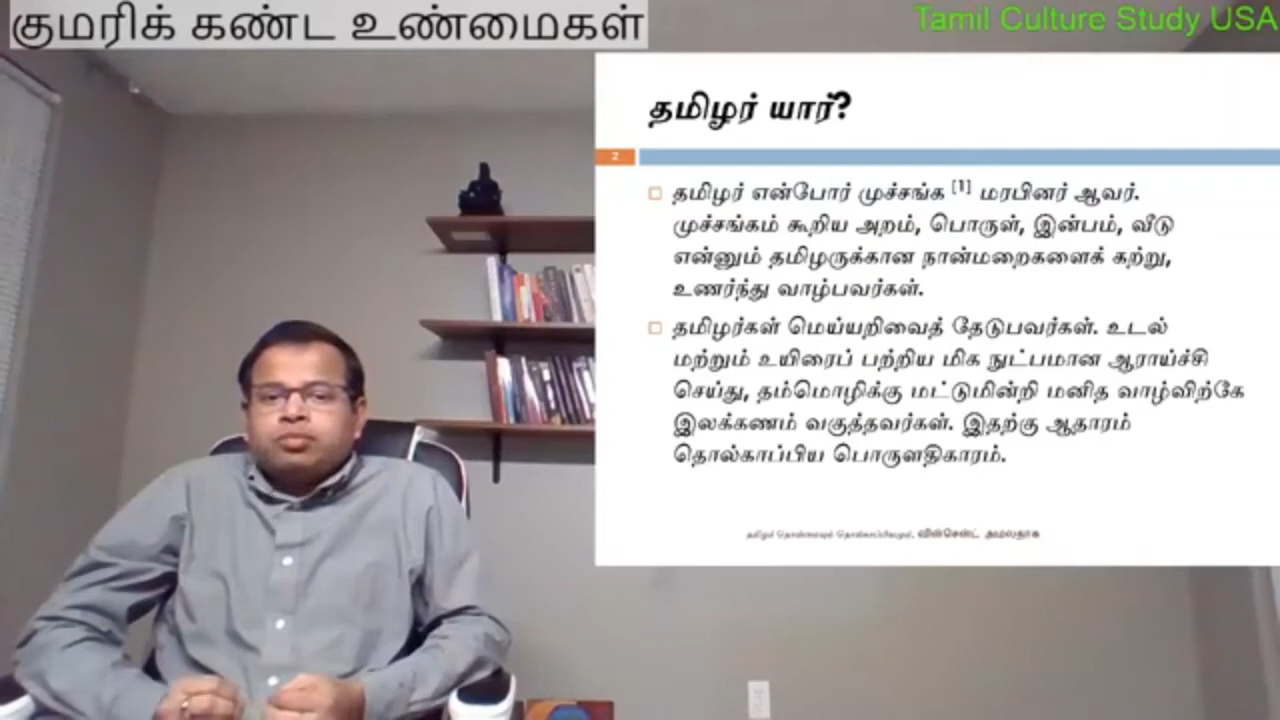 குமரிக் கண்ட உண்மைகள்
Tamil Culture Study USA
தமிழர் யார்?
2
தமிழர் என்போர் முச்சங்க [1] மரபினர் ஆவர்.
முச்சங்கம் கூறிய அறம், பொருள், இன்பம், வீடு
என்னும் தமிழருக்கான நான்மறைகளைக் கற்று,
உணர்ந்து வாழ்பவர்கள்.
தமிழர்கள் மெய்யறிவைத் தேடுபவர்கள். உடல்
மற்றும் உயிரைப் பற்றிய மிக நுட்பமான ஆராய்ச்சி
செய்து, தம்மொழிக்கு மட்டுமின்றி மனித வாழ்விற்கே
இலக்கணம் வகுத்தவர்கள். இதற்கு ஆதாரம்
தொல்காப்பிய பொருளதிகாரம்.
வின்சென்ட்